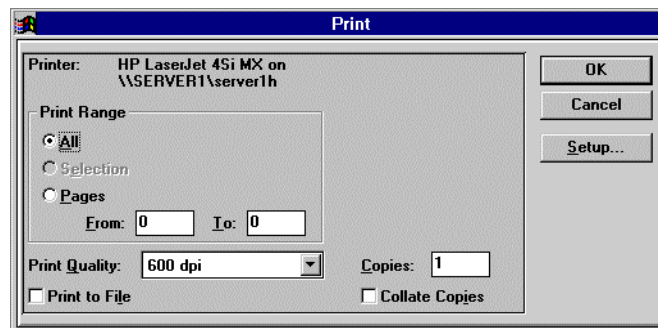 Print
Printer: HP LaserJet 4Si MX on
\\SERVER1\server1h
OK
Cancel
Setup...
Print Range
All
Selection
Pages
From: 0 To: 0
Print Quality: 600 dpi Copies: 1
Print to File Collate Copies